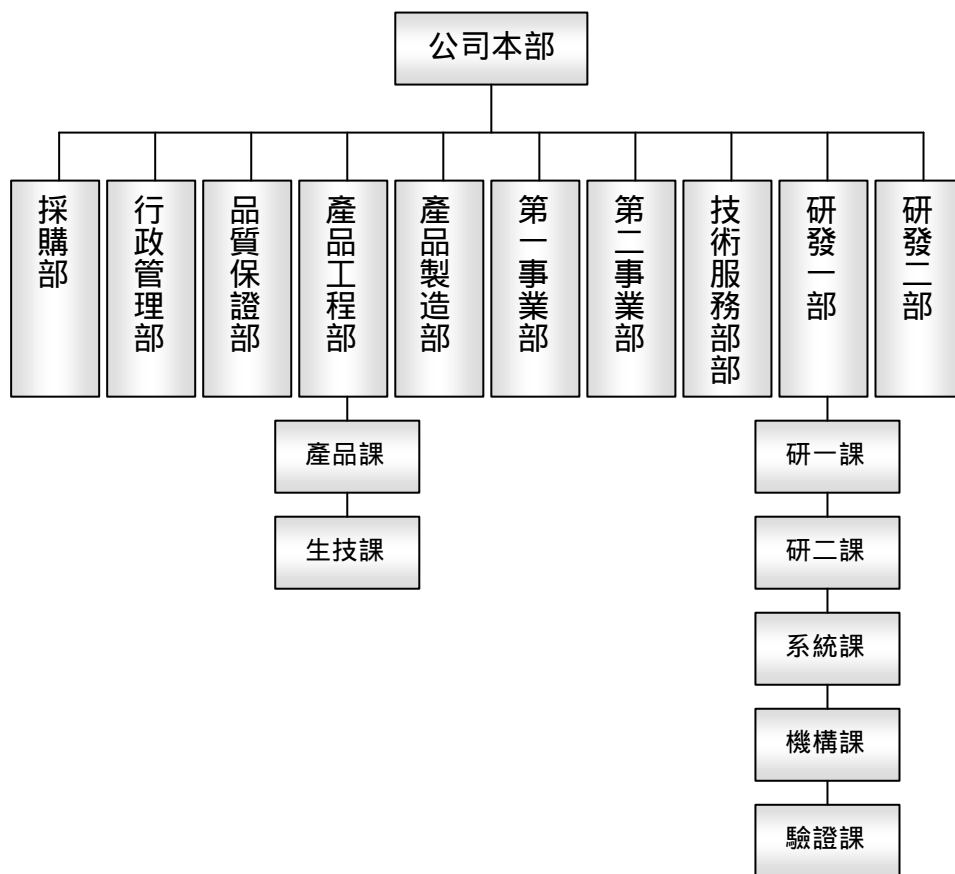 公司本部
採購部
行政管理部
品質保證部
產品工程部
產品製造部
第一事業部
第二事業部
技術服務部部
研發一部
研發二部
產品課
研一課
生技課
研二課
系統課
機構課
驗證課